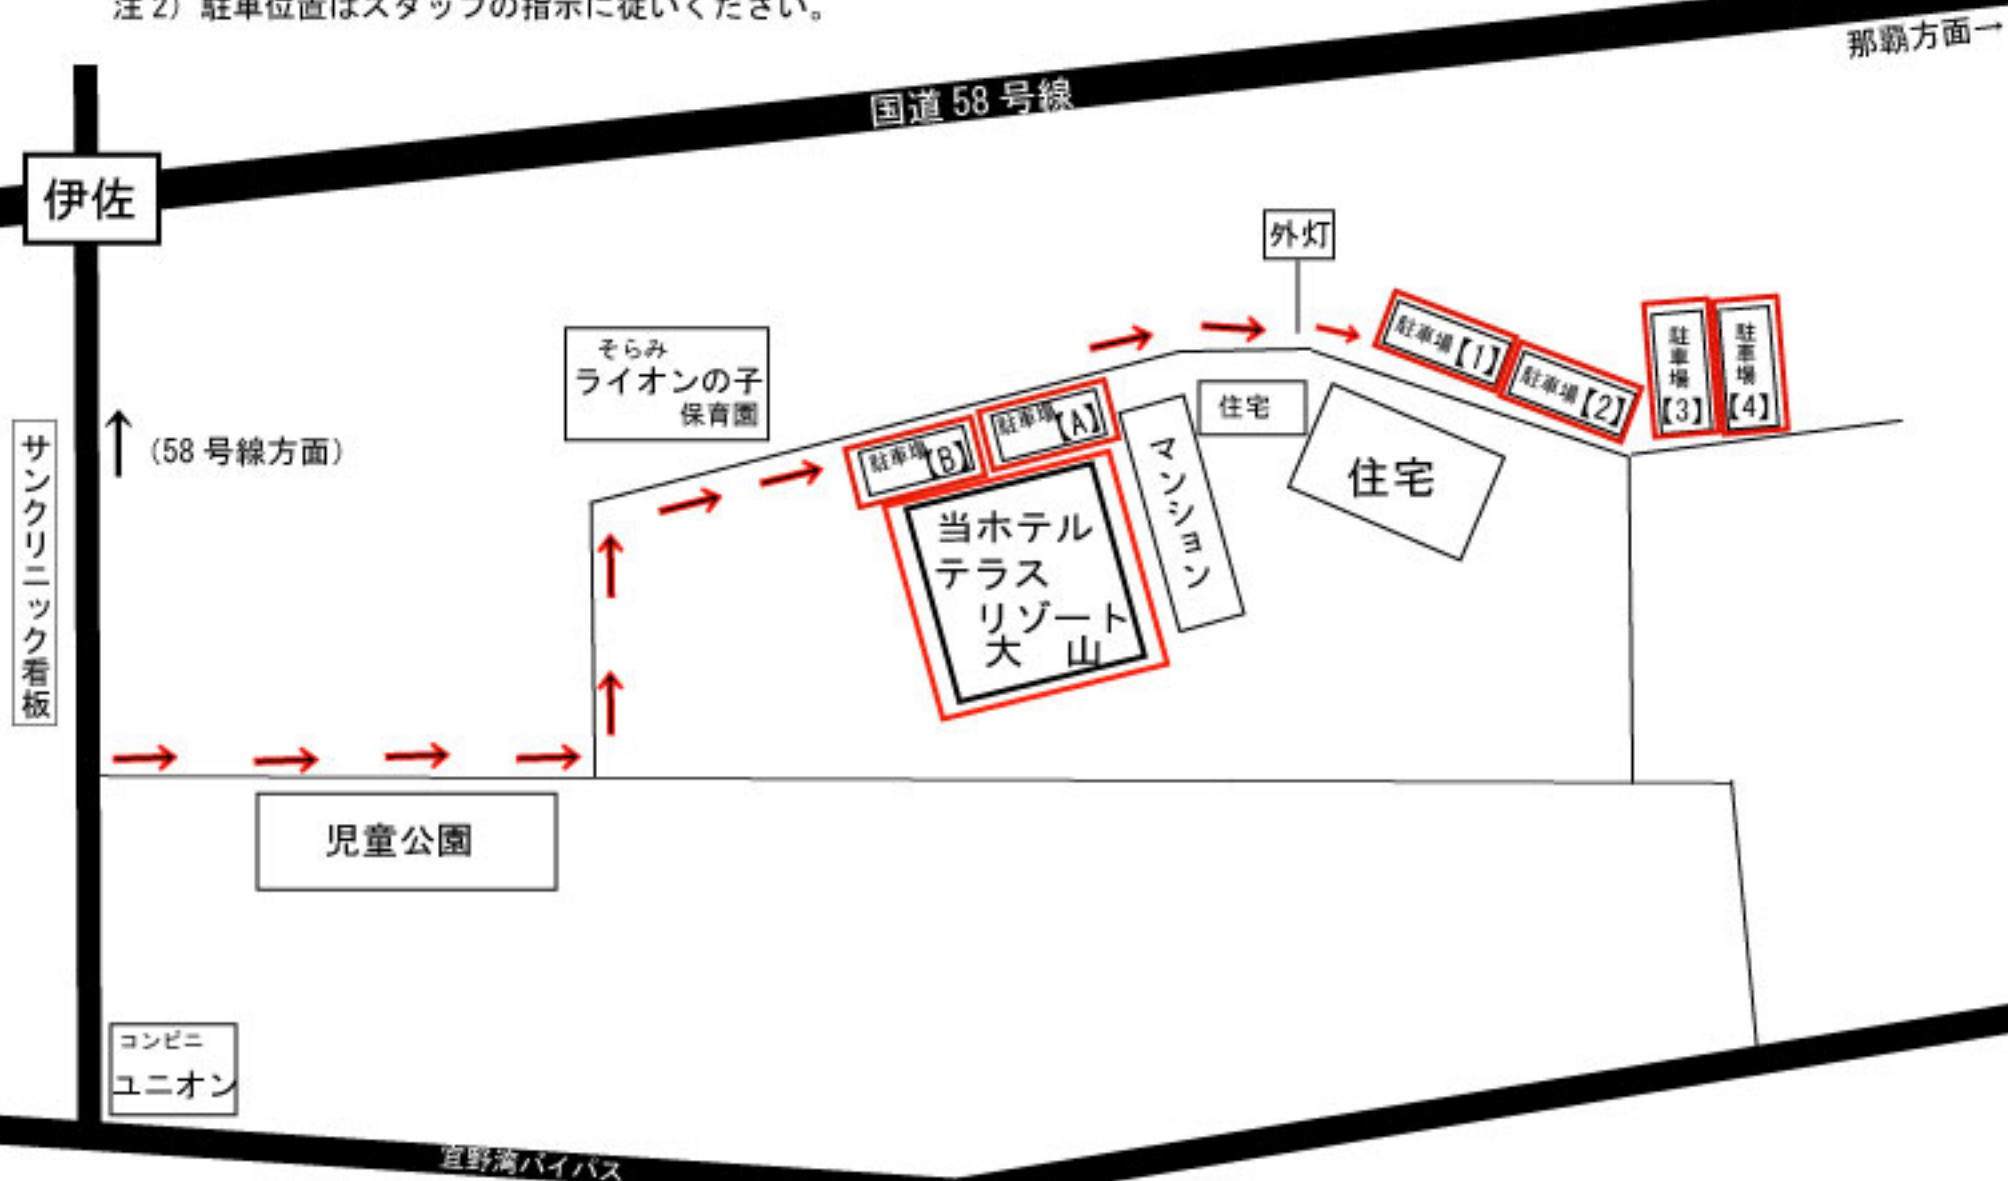 注2）駐車位置はスタッフの指示に従いください。
那覇方面→
国道58号線
伊佐
外灯
そらみ
ライオンの子
保育園
駐車場【1】
駐車場【2】
駐車場【3】
駐車場【4】
駐車場【A】
駐車場【B】
住宅
住宅
マンション
サンクリニック看板
（58号線方面）
当ホテル
テラス
リゾート
大　山
児童公園
コンビニ
ユニオン
宜野湾バイパス